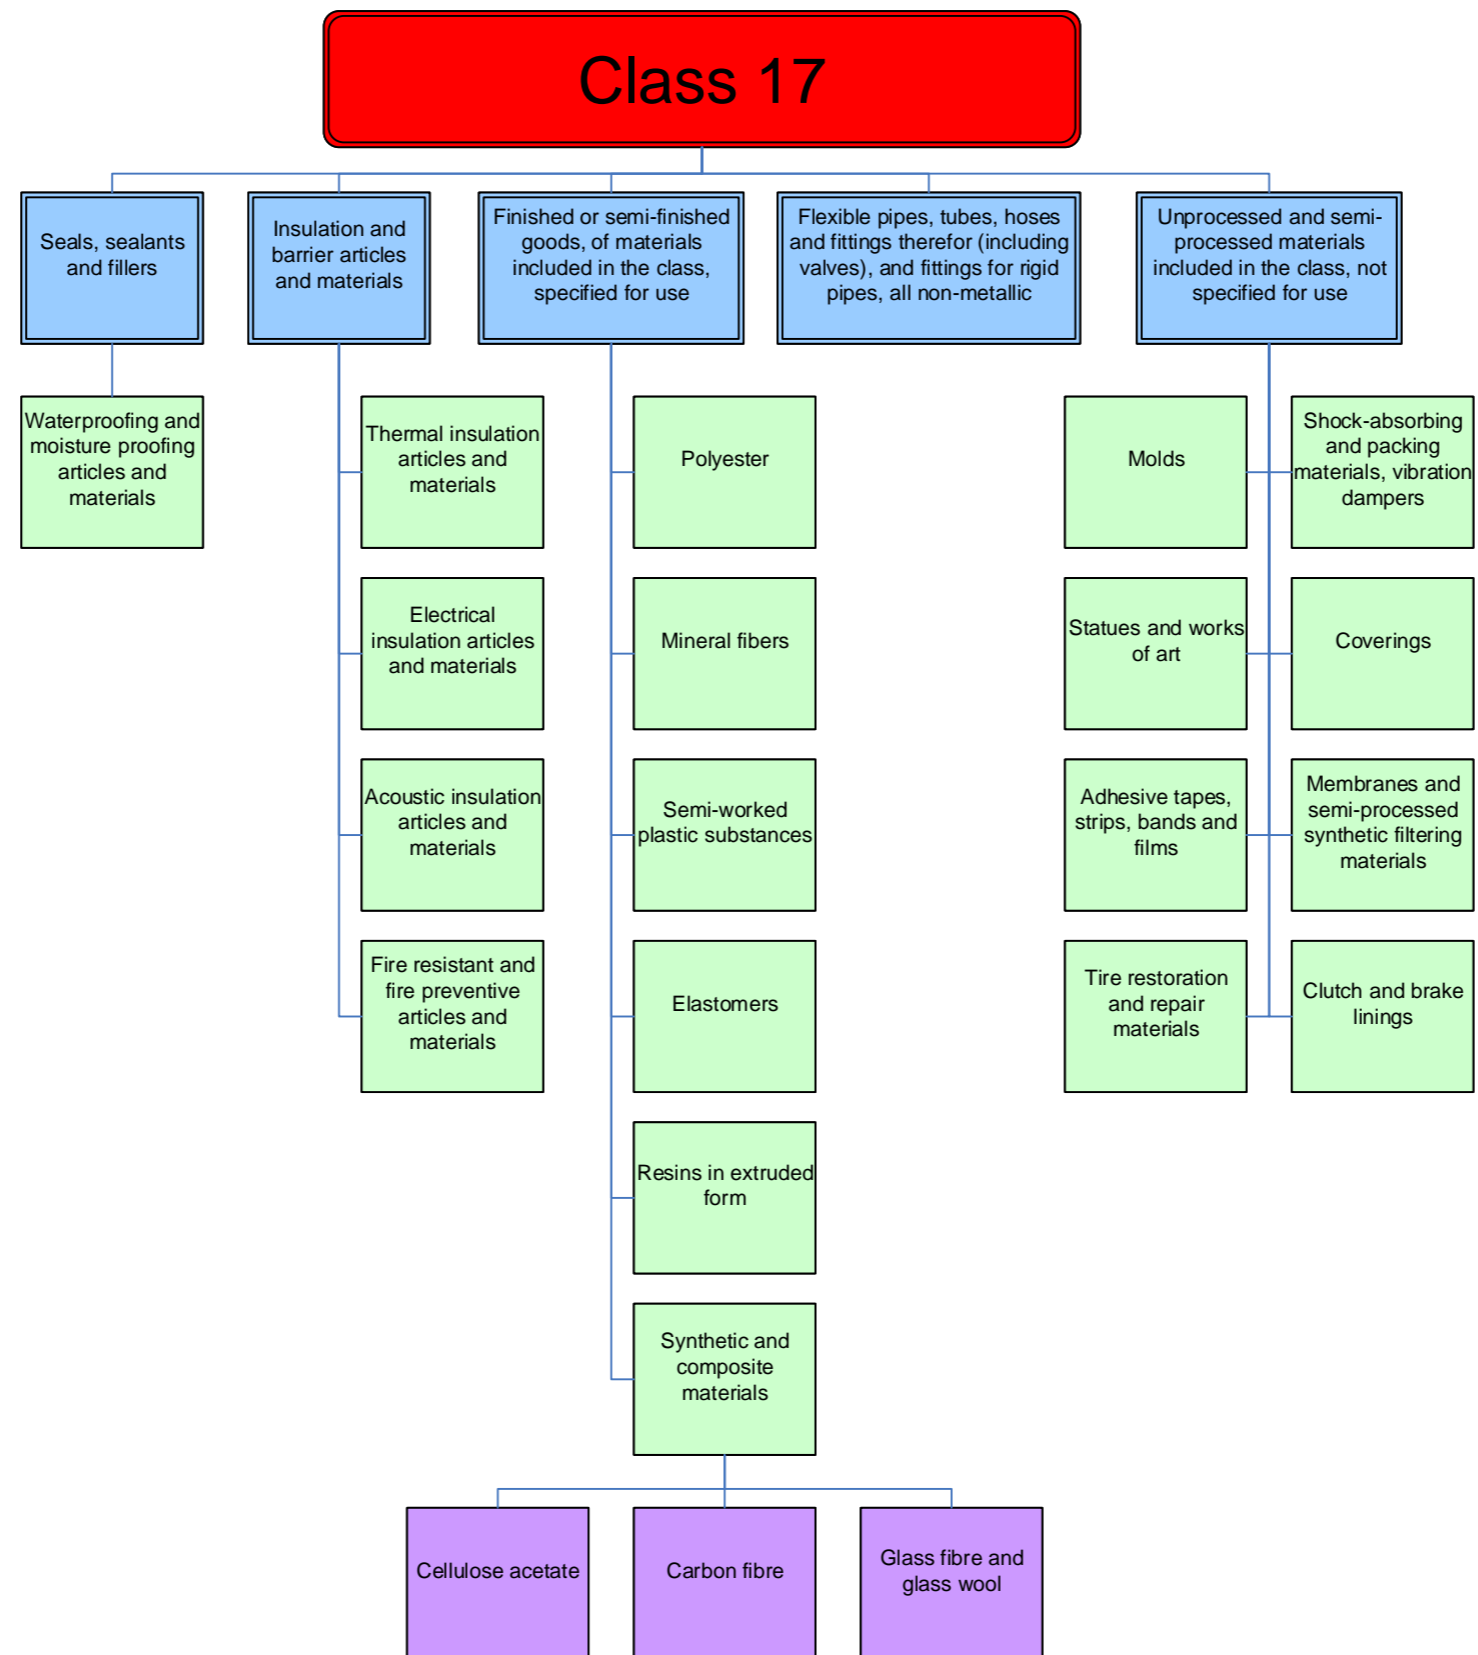 Class 17
Seals, sealants
and fillers
Insulation and
barrier articles
and materials
Finished or semi-finished
goods, of materials
included in the class,
specified for use
Flexible pipes, tubes, hoses
and fittings therefor (including
valves), and fittings for rigid
pipes, all non-metallic
Unprocessed and semi-
processed materials
included in the class, not
specified for use
Waterproofing and
moisture proofing
articles and
materials
Thermal insulation
articles and
materials
Polyester
Molds
Shock-absorbing
and packing
materials, vibration
dampers
Electrical
insulation articles
and materials
Mineral fibers
Statues and works
of art
Coverings
Acoustic insulation
articles and
materials
Semi-worked
plastic substances
Adhesive tapes,
strips, bands and
films
Membranes and
semi-processed
synthetic filtering
materials
Fire resistant and
fire preventive
articles and
materials
Elastomers
Tire restoration
and repair
materials
Clutch and brake
linings
Resins in extruded
form
Synthetic and
composite
materials
Cellulose acetate
Carbon fibre
Glass fibre and
glass wool